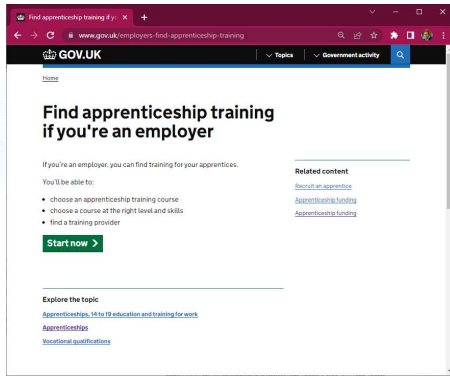 Find apprenticeship training if yo
www.gov.uk/employers-find-apprenticeship-training
GOV.UK
Topics
Government activity
Home
Find apprenticeship training
if you're an employer
If you're an employer, you can find training for your apprentices.
You'll be able to:
• choose an apprenticeship training course
• choose a course at the right level and skills
• find a training provider
Start now
Related content
Recruit an apprentice
Apprenticeship funding
Apprenticeship funding
Explore the topic
Apprenticeships, 14 to 19 education and training for work
Apprenticeships
Vocational qualifications